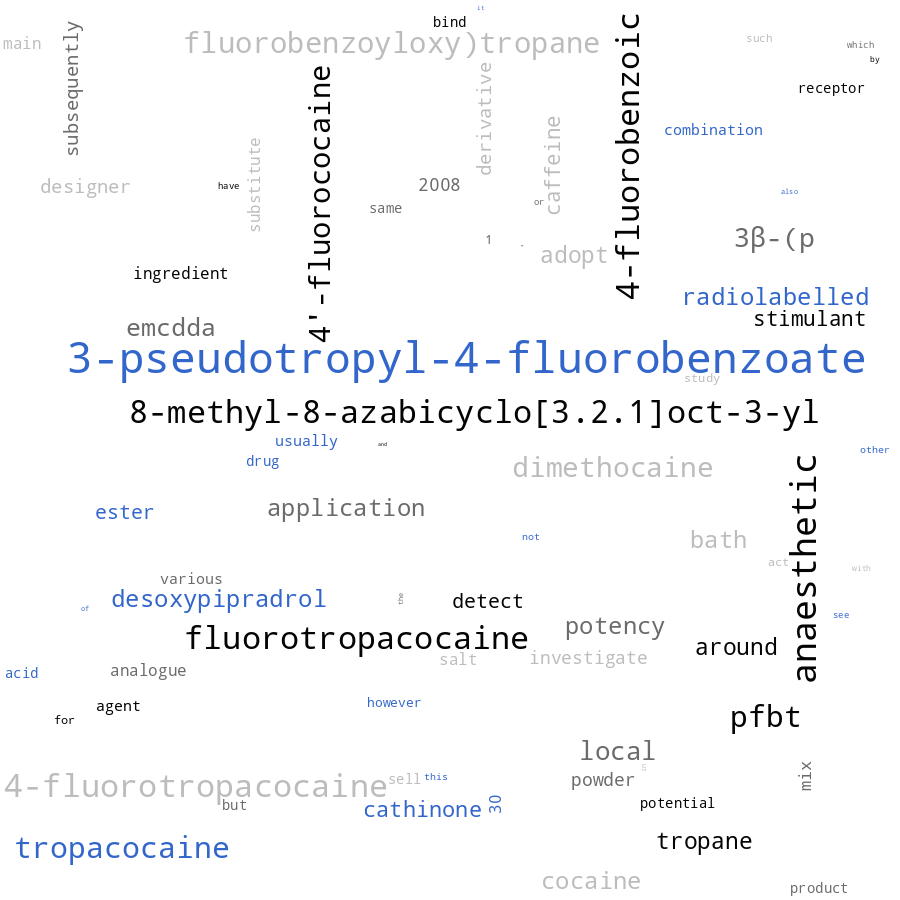 it
bind
main
subsequently
fluorobenzoyloxy)tropane
4-fluorobenzoic
such
which
by
4'-fluorococaine
derivative
receptor
caffeine
combination
substitute
designer
have
2008
also
same
or
1
-
adopt
3β-(p
ingredient
radiolabelled
stimulant
emcdda
3-pseudotropyl-4-fluorobenzoate
study
8-methyl-8-azabicyclo[3.2.1]oct-3-yl
usually
and
other
drug
dimethocaine
anaesthetic
ester
application
not
bath
act
with
various
desoxypipradrol
the
detect
of
see
fluorotropacocaine
potency
around
salt
investigate
acid
analogue
agent
however
for
pfbt
local
4-fluorotropacocaine
sell
this
powder
5
mix
but
cathinone
30
potential
tropacocaine
tropane
cocaine
product